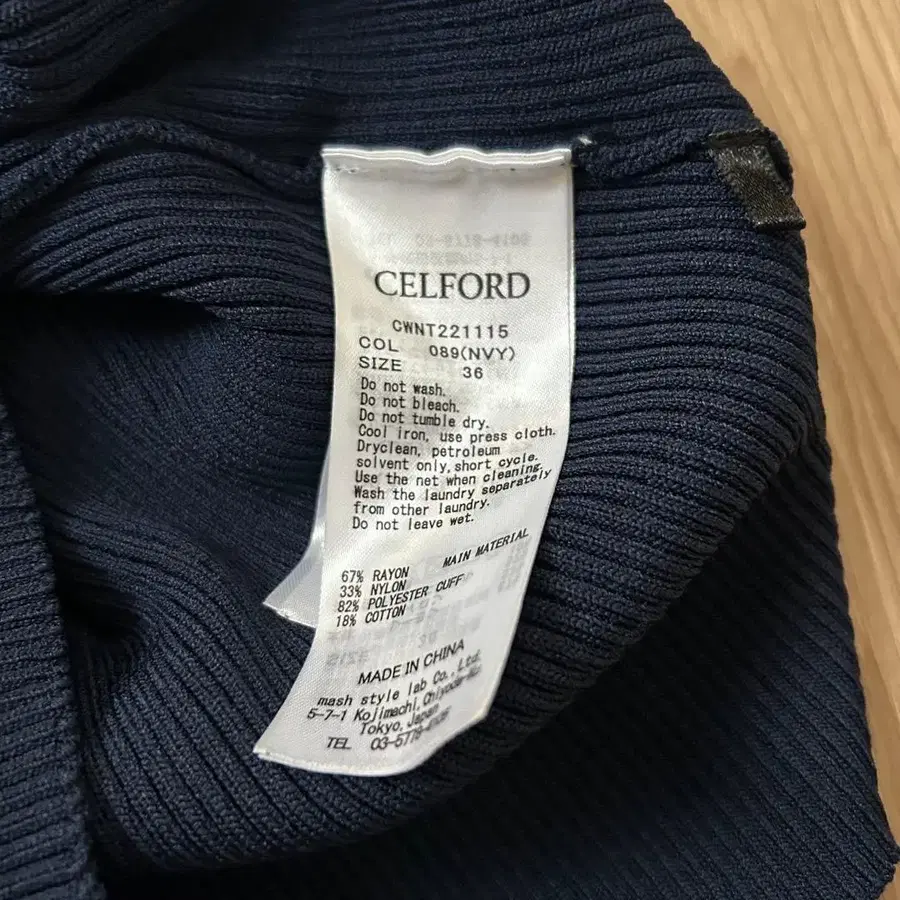 CELFORD
CWNT221115
COL 089(NVY)
SIZE 36
Do not wash.
Do not bleach.
Do not tumble dry.
Cool iron, use press cloth.
Dryclean, petroleum
solvent only,short cycle.
Use the net when cleaning.
Wash the laundry separately
from other laundry.
Do not leave wet.
MAIN MATERIAL
67% RAYON
33% NYLON
82% POLYESTER CUFF
18% COTTON
MADE IN CHINA
mash style lab Co.,Ltd.
5-7-1 Kojimachi, Chiyoda-Ku
Tokyo, Japan
TEL